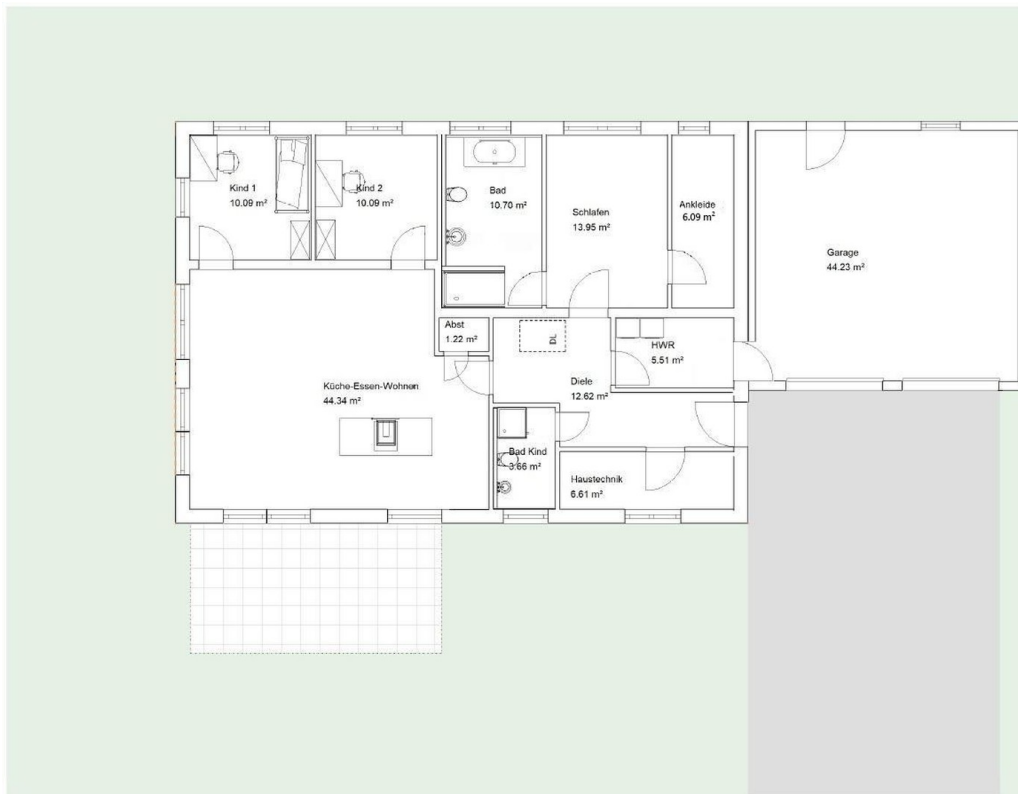 Kind 1
10.09 m²
Kind 2
10.09 m²
Bad
10.70 m²
Schlafen
13.95 m²
Ankleide
6.09 m²
Garage
44.23 m²
Abst
1.22 m²
DL
HWR
5.51 m²
Küche-Essen-Wohnen
44.34 m²
Diele
12.62 m²
Bad Kind
3.66 m²
Haustechnik
6.61 m²